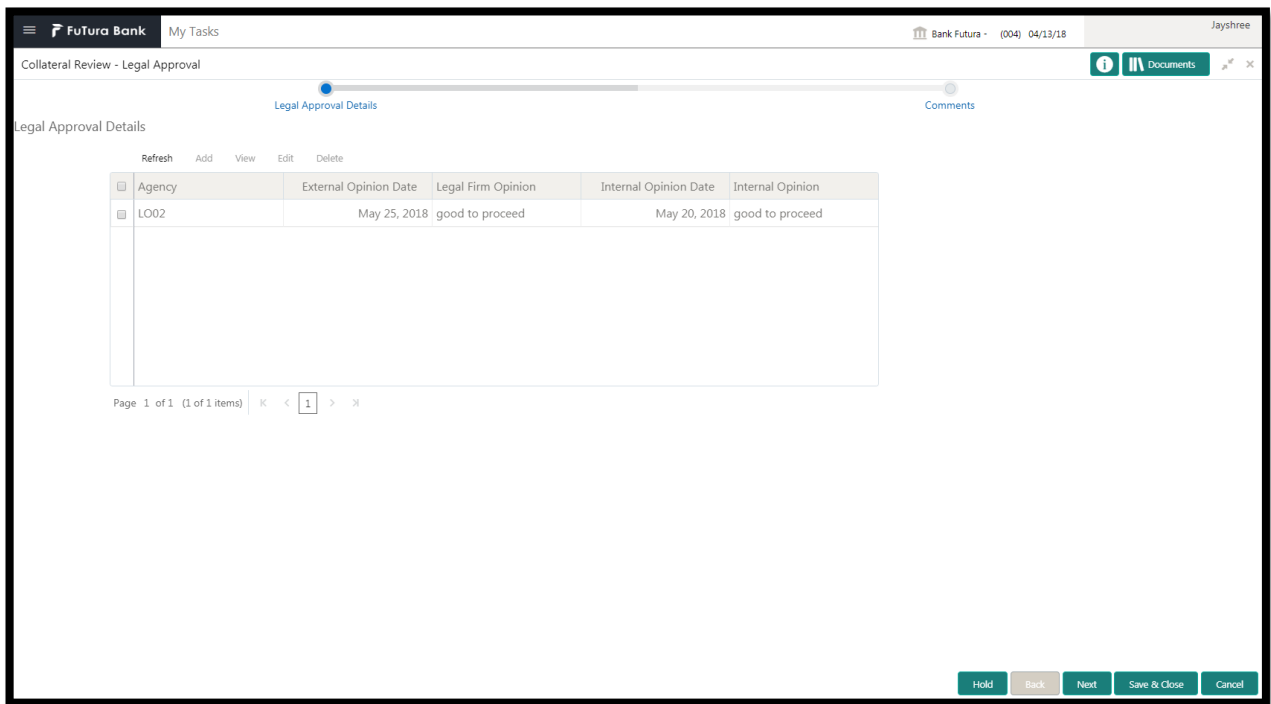 FuTura Bank My Tasks Bank Futura - (004) 04/13/18 Jayshree
Collateral Review - Legal Approval Documents
Legal Approval Details Comments
Legal Approval Details
Refresh Add View Edit Delete
Agency External Opinion Date Legal Firm Opinion Internal Opinion Date Internal Opinion
LO02 May 25, 2018 good to proceed May 20, 2018 good to proceed
Page 1 of 1 (1 of 1 items) 1
Hold Back Next Save & Close Cancel